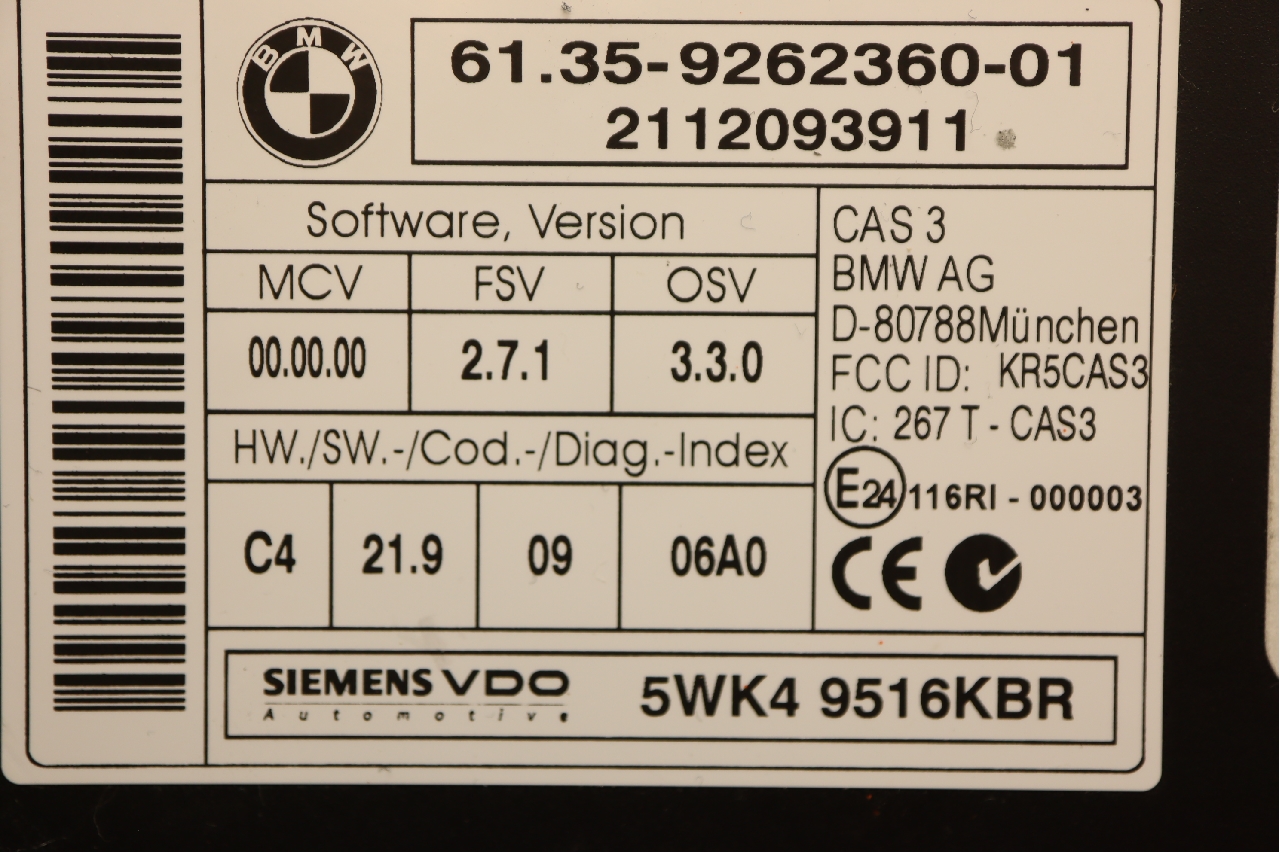 BMW
61.35-9262360-01
2112093911
Software, Version
MCV FSV OSV
00.00.00 2.7.1 3.3.0
HW./SW.-/Cod.-/Diag.-Index
C4 21.9 09 06A0
CAS 3
BMW AG
D-80788München
FCC ID: KR5CAS3
IC: 267 T - CAS3
E24 116RI - 000003
CE
SIEMENS VDO
Automotive
5WK4 9516KBR